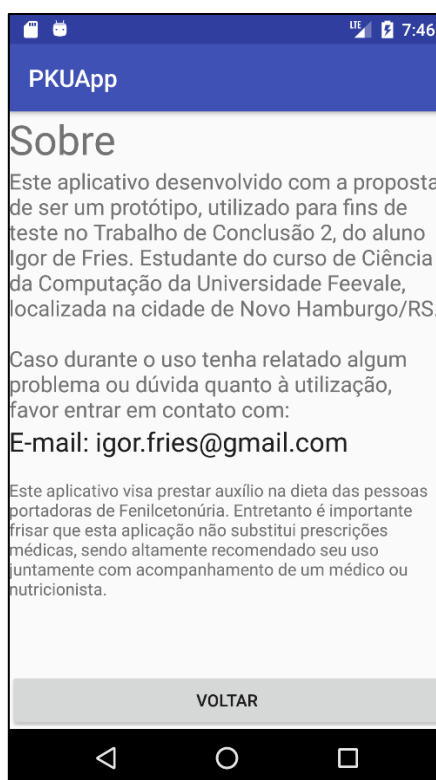 LTE 7:46
PKUApp
Sobre
Este aplicativo desenvolvido com a proposta
de ser um protótipo, utilizado para fins de
teste no Trabalho de Conclusão 2, do aluno
Igor de Fries. Estudante do curso de Ciência
da Computação da Universidade Feevale,
localizada na cidade de Novo Hamburgo/RS.
Caso durante o uso tenha relatado algum
problema ou dúvida quanto à utilização,
favor entrar em contato com:
E-mail: igor.fries@gmail.com
Este aplicativo visa prestar auxílio na dieta das pessoas
portadoras de Fenilcetonúria. Entretanto é importante
frisar que esta aplicação não substitui prescrições
médicas, sendo altamente recomendado seu uso
juntamente com acompanhamento de um médico ou
nutricionista.
VOLTAR